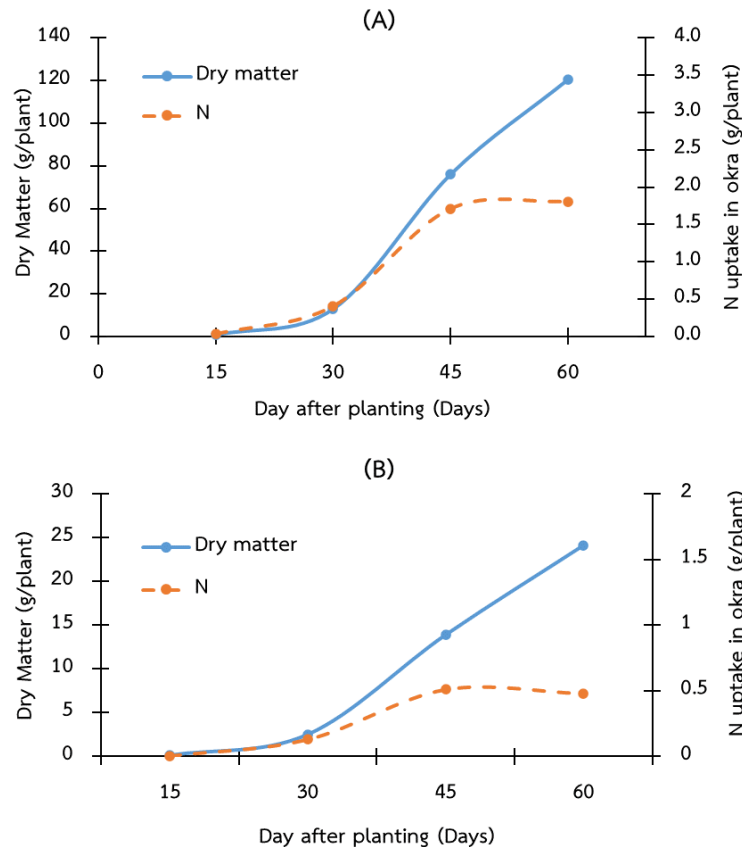 (A)
Dry Matter (g/plant)
140
120
100
80
60
40
20
0
Dry matter
N
4.0
3.5
3.0
2.5
2.0
1.5
1.0
0.5
0.0
N uptake in okra (g/plant)
0 15 30 45 60
Day after planting (Days)
(B)
Dry Matter (g/plant)
30
25
20
15
10
5
0
Dry matter
N
2
1.5
1
0.5
0
N uptake in okra (g/plant)
15 30 45 60
Day after planting (Days)